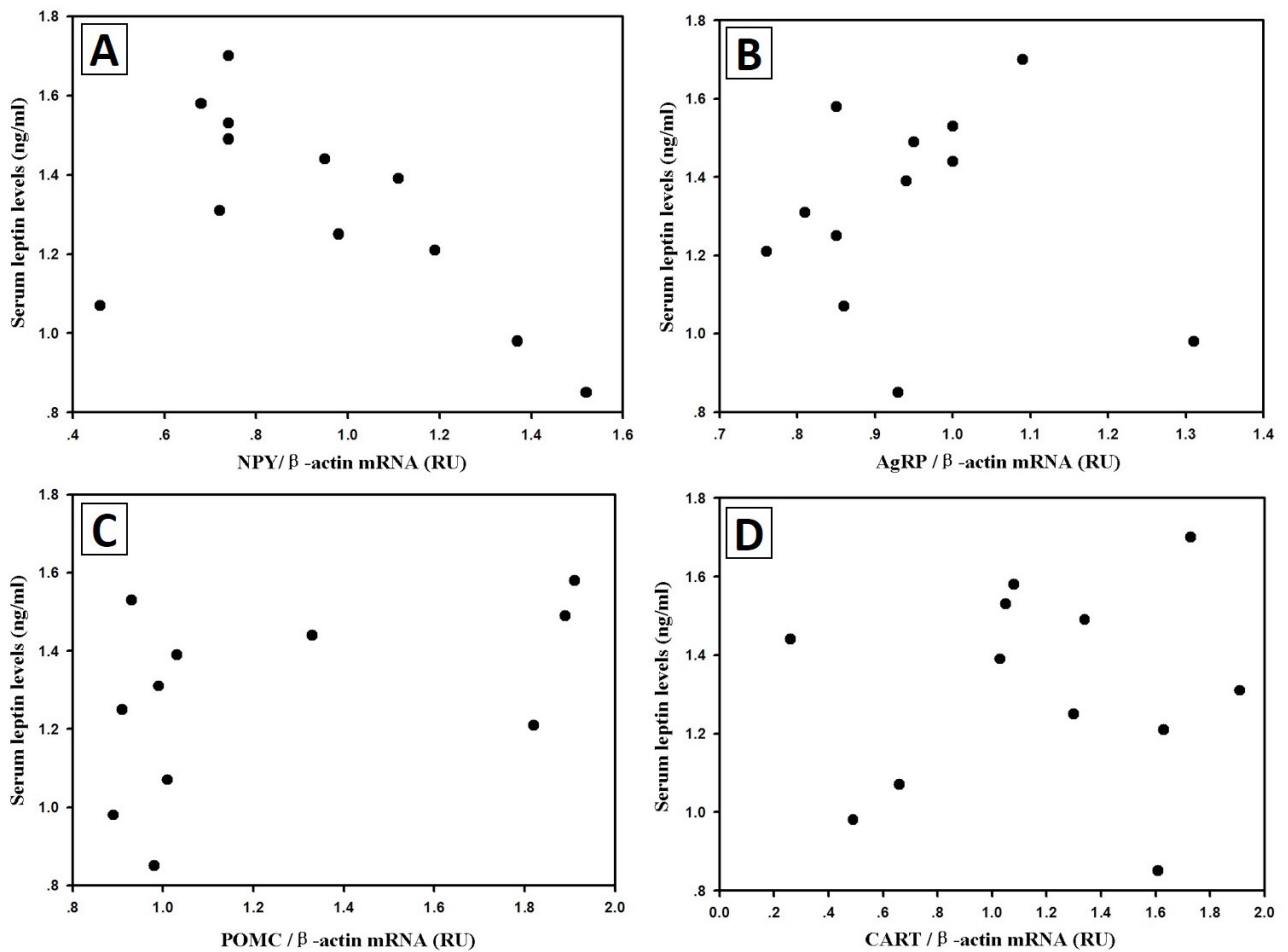 A
1.8
1.6
1.4
1.2
1.0
.8
Serum leptin levels (ng/ml)
.4 .6 .8 1.0 1.2 1.4 1.6
NPY/ β -actin mRNA (RU)
B
1.8
1.6
1.4
1.2
1.0
.8
Serum leptin levels (ng/ml)
.7 .8 .9 1.0 1.1 1.2 1.3 1.4
AgRP / β -actin mRNA (RU)
C
1.8
1.6
1.4
1.2
1.0
.8
Serum leptin levels (ng/ml)
.8 1.0 1.2 1.4 1.6 1.8 2.0
POMC / β -actin mRNA (RU)
D
1.8
1.6
1.4
1.2
1.0
.8
Serum leptin levels (ng/ml)
0.0 .2 .4 .6 .8 1.0 1.2 1.4 1.6 1.8 2.0
CART / β -actin mRNA (RU)